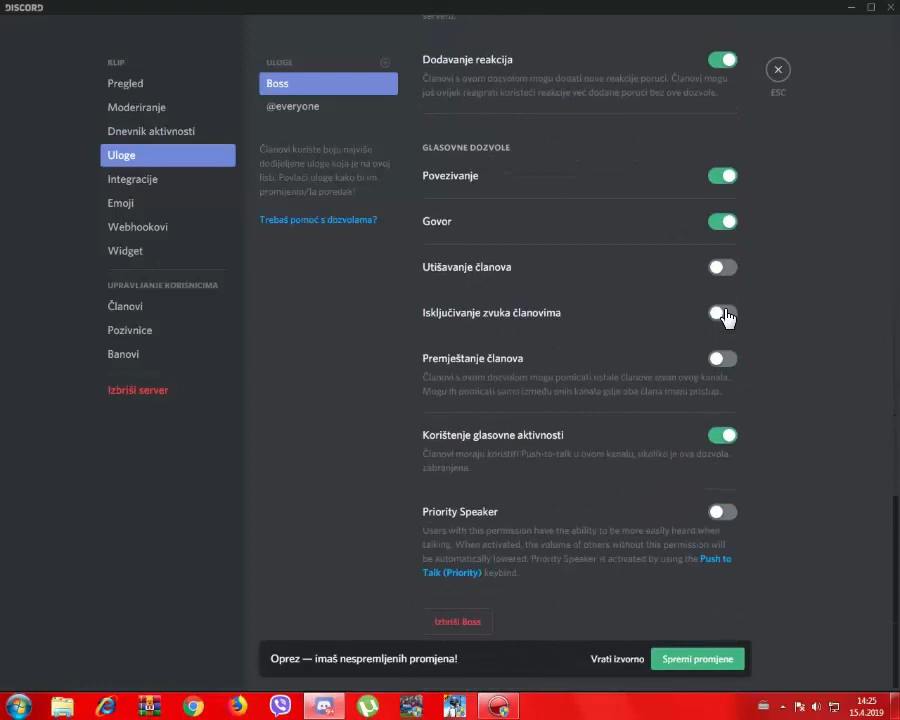 DISCORD
serveru.
KLIP
Pregled
Moderiranje
Dnevnik aktivnosti
Uloge
Integracije
Emoji
Webhookovi
Widget
UPRAVLJANJE KORISNICIMA
Članovi
Pozivnice
Banovi
Izbriši server
ULOGE
Boss
@everyone
Članovi koriste boju najviše
dodijeljene uloge koja je na ovoj
listi. Povlači uloge kako bi im
promijenio/la poredak!
Trebaš pomoć s dozvolama?
Dodavanje reakcija
Članovi s ovom dozvolom mogu dodati nove reakcije poruci. Članovi mogu
još uvijek reagirati koristeći reakcije već dodane poruci bez ove dozvole.
GLASOVNE DOZVOLE
Povezivanje
Govor
Utišavanje članova
Isključivanje zvuka članovima
Premještanje članova
Članovi s ovom dozvolom mogu pomicati ostale članove izvan ovog kanala.
Mogu ih pomicati samo između onih kanala gdje oba člana imaju pristup.
Korištenje glasovne aktivnosti
Članovi moraju koristiti Push-to-talk u ovom kanalu, ukoliko je ova dozvola
zabranjena.
Priority Speaker
Users with this permission have the ability to be more easily heard when
talking. When activated, the volume of others without this permission will
be automatically lowered. Priority Speaker is activated by using the Push to
Talk (Priority) keybind.
Izbriši Boss
Oprez — imaš nespremljenih promjena!
Vrati izvorno
Spremi promjene
ESC
14:25
15.4.2019